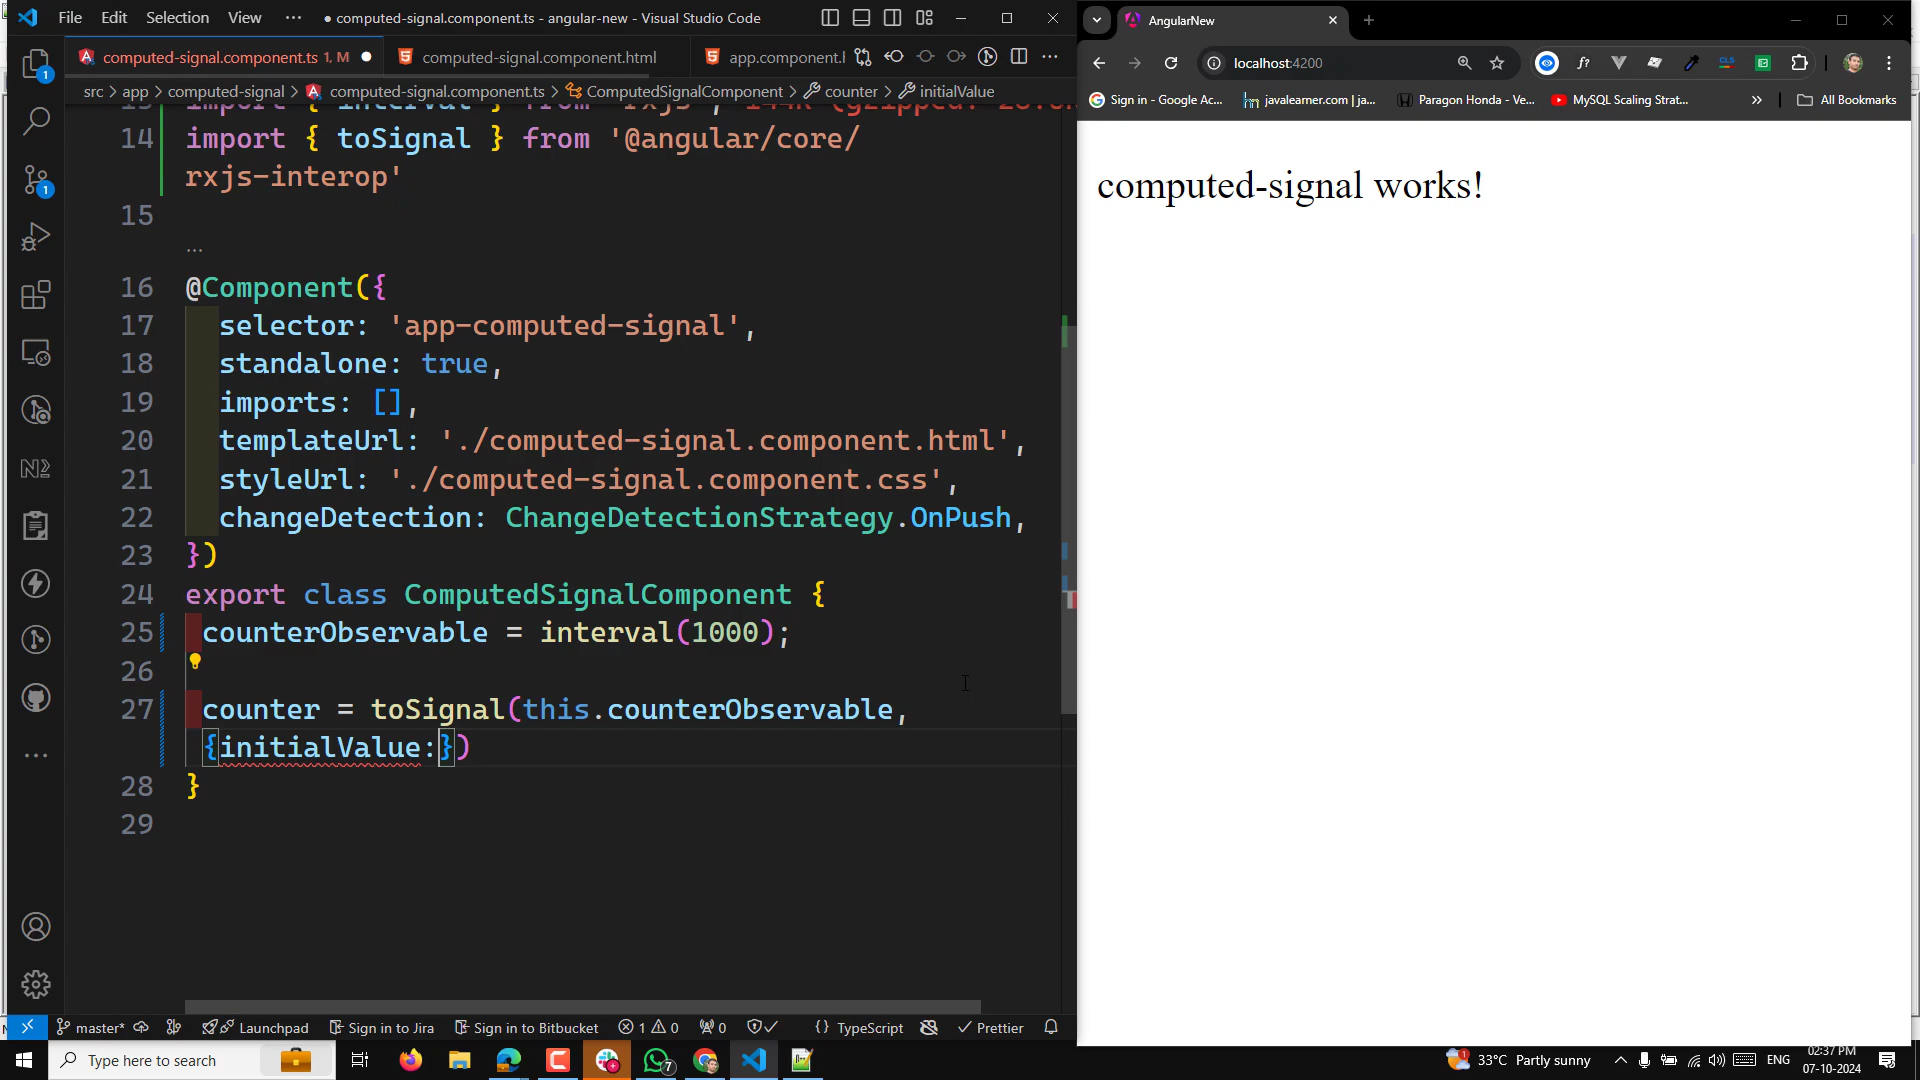 File Edit Selection View ··· ● computed-signal.component.ts - angular-new - Visual Studio Code
computed-signal.component.ts 1, M ● computed-signal.component.html app.component.h
src > app > computed-signal > computed-signal.component.ts > ComputedSignalComponent > counter > initialValue
14 import { toSignal } from '@angular/core/
rxjs-interop'
15
...
16 @Component({
17 selector: 'app-computed-signal',
18 standalone: true,
19 imports: [],
20 templateUrl: './computed-signal.component.html',
21 styleUrl: './computed-signal.component.css',
22 changeDetection: ChangeDetectionStrategy.OnPush,
23 })
24 export class ComputedSignalComponent {
25 counterObservable = interval(1000);
26
27 counter = toSignal(this.counterObservable,
{initialValue:})
28 }
29
master* Launchpad Sign in to Jira Sign in to Bitbucket 1 0 0 {} TypeScript Prettier
AngularNew
localhost:4200
Sign in - Google Ac... javalearner.com | ja... Paragon Honda - Ve... MySQL Scaling Strat... » All Bookmarks
computed-signal works!
Type here to search
7
33°C Partly sunny ENG 02:37 PM
07-10-2024